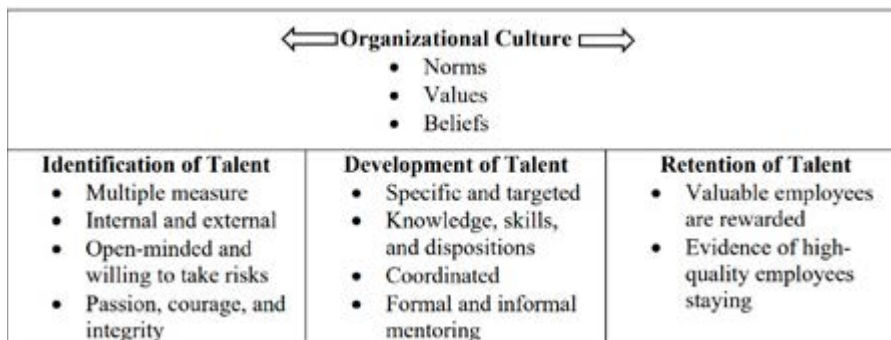 Organizational Culture
• Norms
• Values
• Beliefs
Identification of Talent
• Multiple measure
• Internal and external
• Open-minded and
willing to take risks
• Passion, courage, and
integrity
Development of Talent
• Specific and targeted
• Knowledge, skills,
and dispositions
• Coordinated
• Formal and informal
mentoring
Retention of Talent
• Valuable employees
are rewarded
• Evidence of high-
quality employees
staying